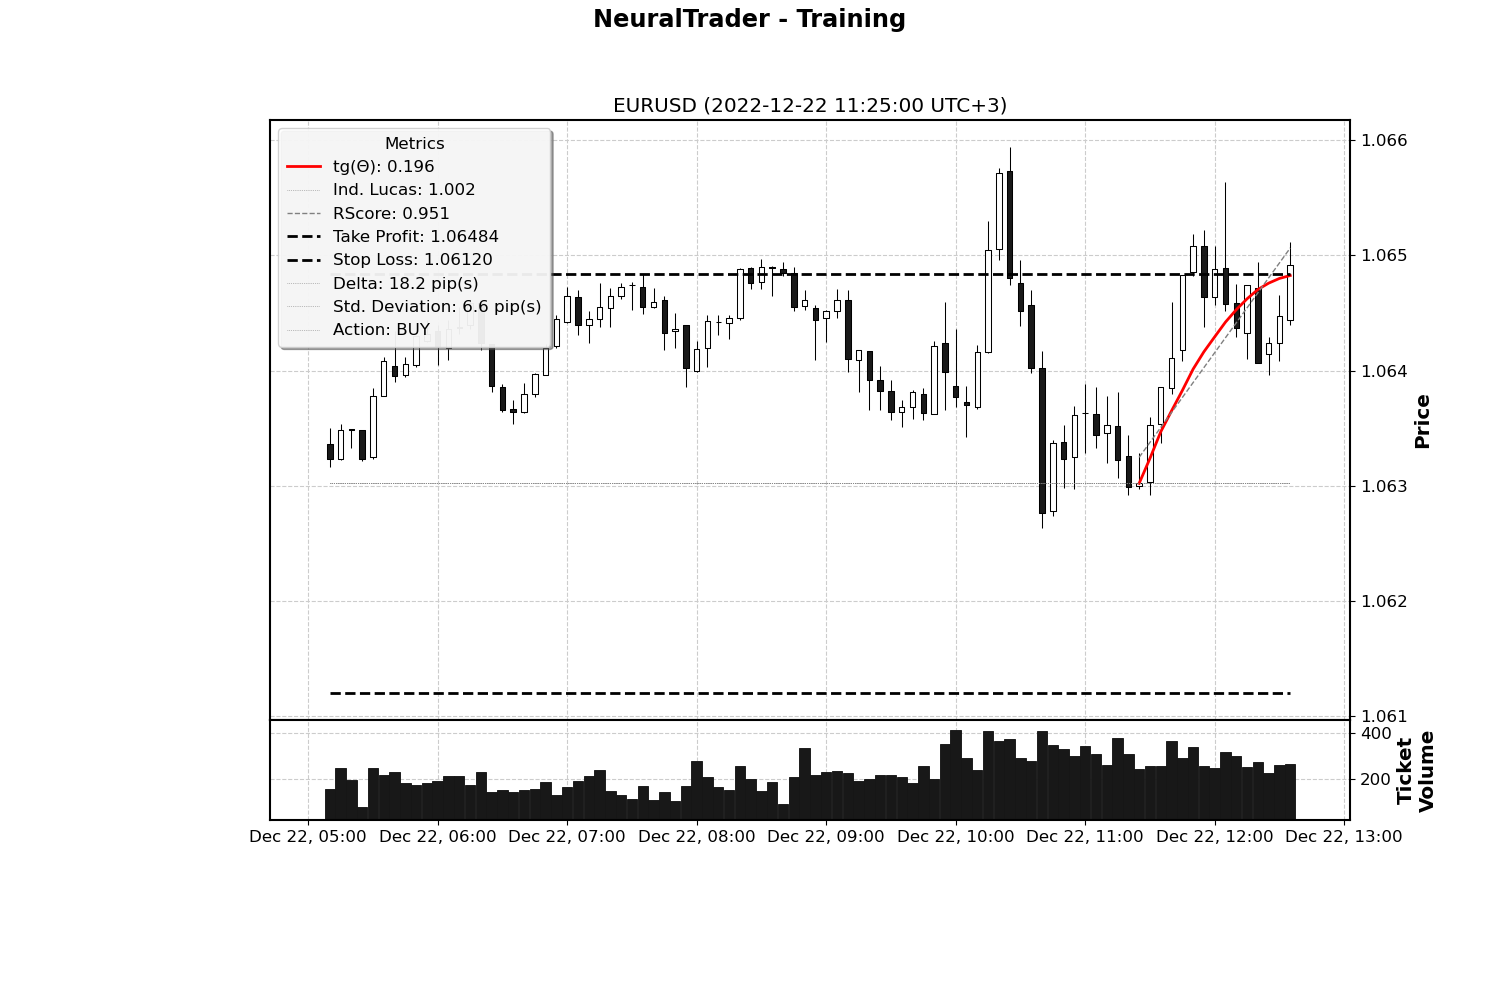 NeuralTrader - Training
EURUSD (2022-12-22 11:25:00 UTC+3)
Metrics
tg(Θ): 0.196
Ind. Lucas: 1.002
RScore: 0.951
Take Profit: 1.06484
Stop Loss: 1.06120
Delta: 18.2 pip(s)
Std. Deviation: 6.6 pip(s)
Action: BUY
1.066
1.065
1.064
1.063
1.062
1.061
Price
400
200
Ticket
Volume
Dec 22, 05:00
Dec 22, 06:00
Dec 22, 07:00
Dec 22, 08:00
Dec 22, 09:00
Dec 22, 10:00
Dec 22, 11:00
Dec 22, 12:00
Dec 22, 13:00